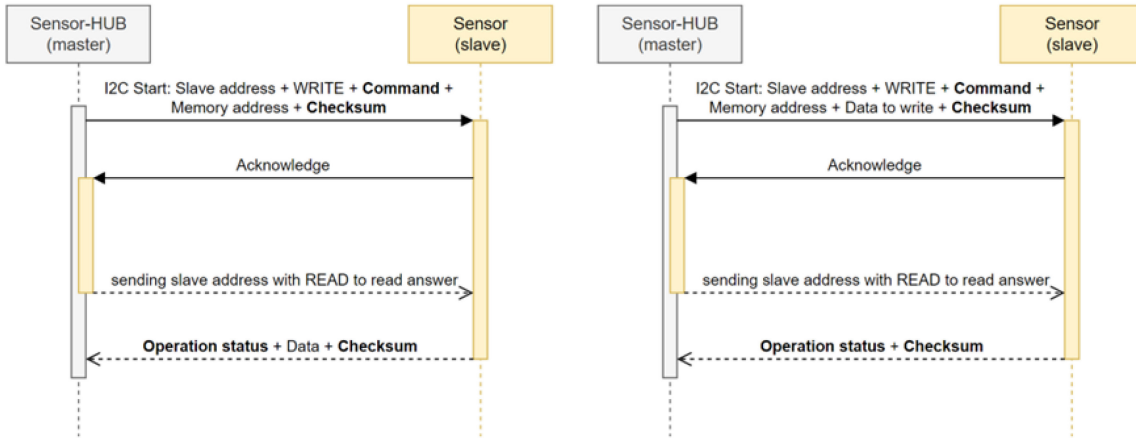 Sensor-HUB
(master)
Sensor
(slave)
I2C Start: Slave address + WRITE + Command +
Memory address + Checksum
Acknowledge
sending slave address with READ to read answer
Operation status + Data + Checksum
Sensor-HUB
(master)
Sensor
(slave)
I2C Start: Slave address + WRITE + Command +
Memory address + Data to write + Checksum
Acknowledge
sending slave address with READ to read answer
Operation status + Checksum